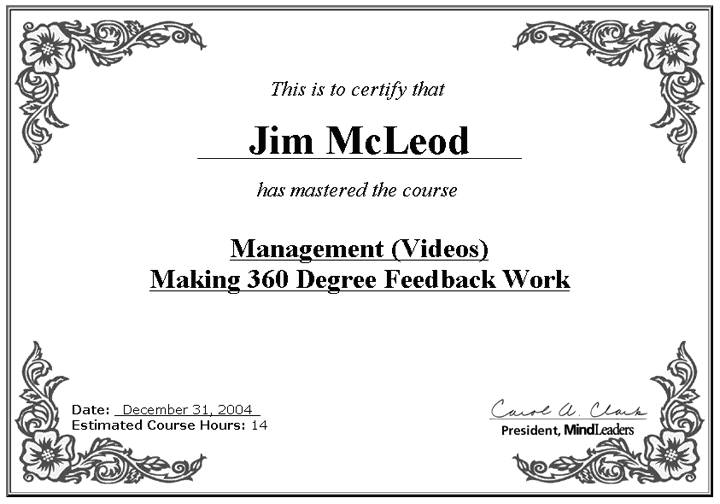 This is to certify that
Jim McLeod
has mastered the course
Management (Videos)
Making 360 Degree Feedback Work
Date: December 31, 2004
Estimated Course Hours: 14
Carol A. Clark
President, MindLeaders